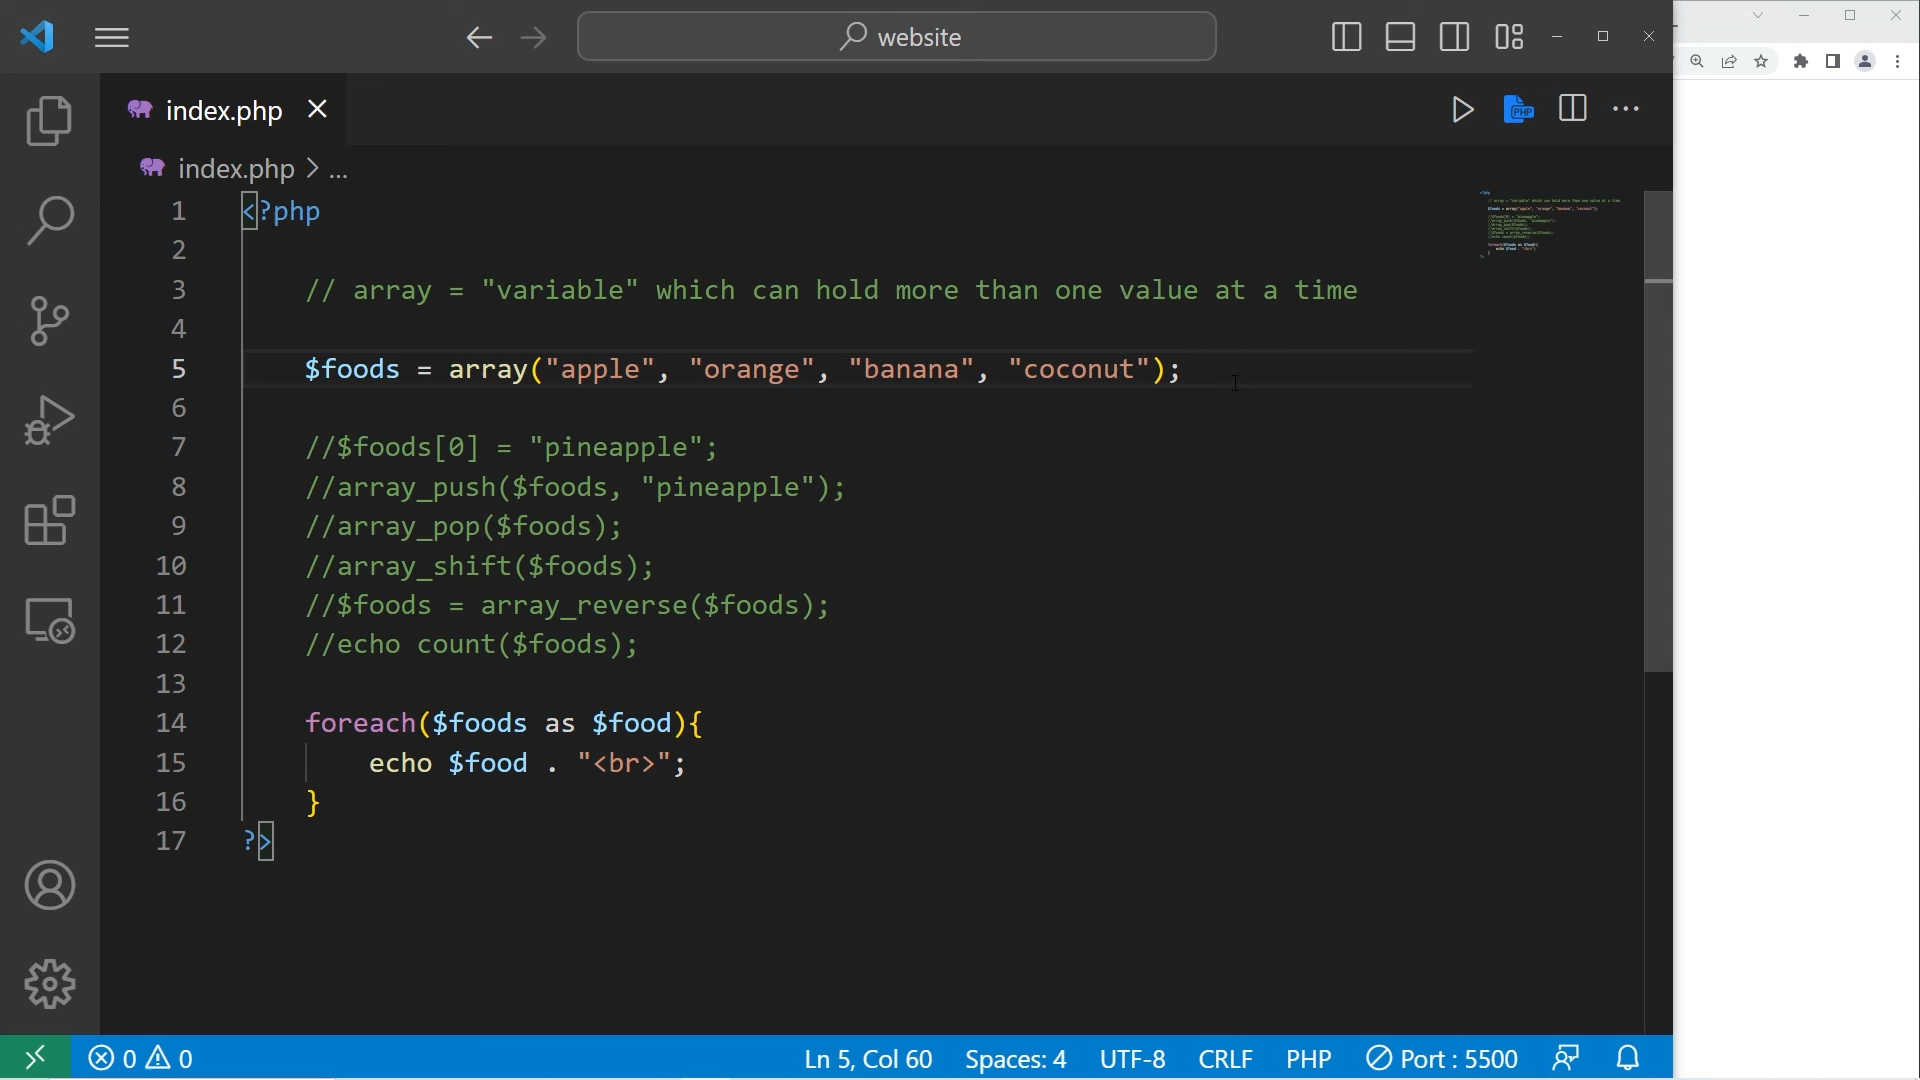 website
index.php
PHP
index.php > ...
1 <?php
2
3 // array = "variable" which can hold more than one value at a time
4
5 $foods = array("apple", "orange", "banana", "coconut");
6
7 //$foods[0] = "pineapple";
8 //array_push($foods, "pineapple");
9 //array_pop($foods);
10 //array_shift($foods);
11 //$foods = array_reverse($foods);
12 //echo count($foods);
13
14 foreach($foods as $food){
15 echo $food . "<br>";
16 }
17 ?>
0 0 Ln 5, Col 60 Spaces: 4 UTF-8 CRLF PHP Port : 5500